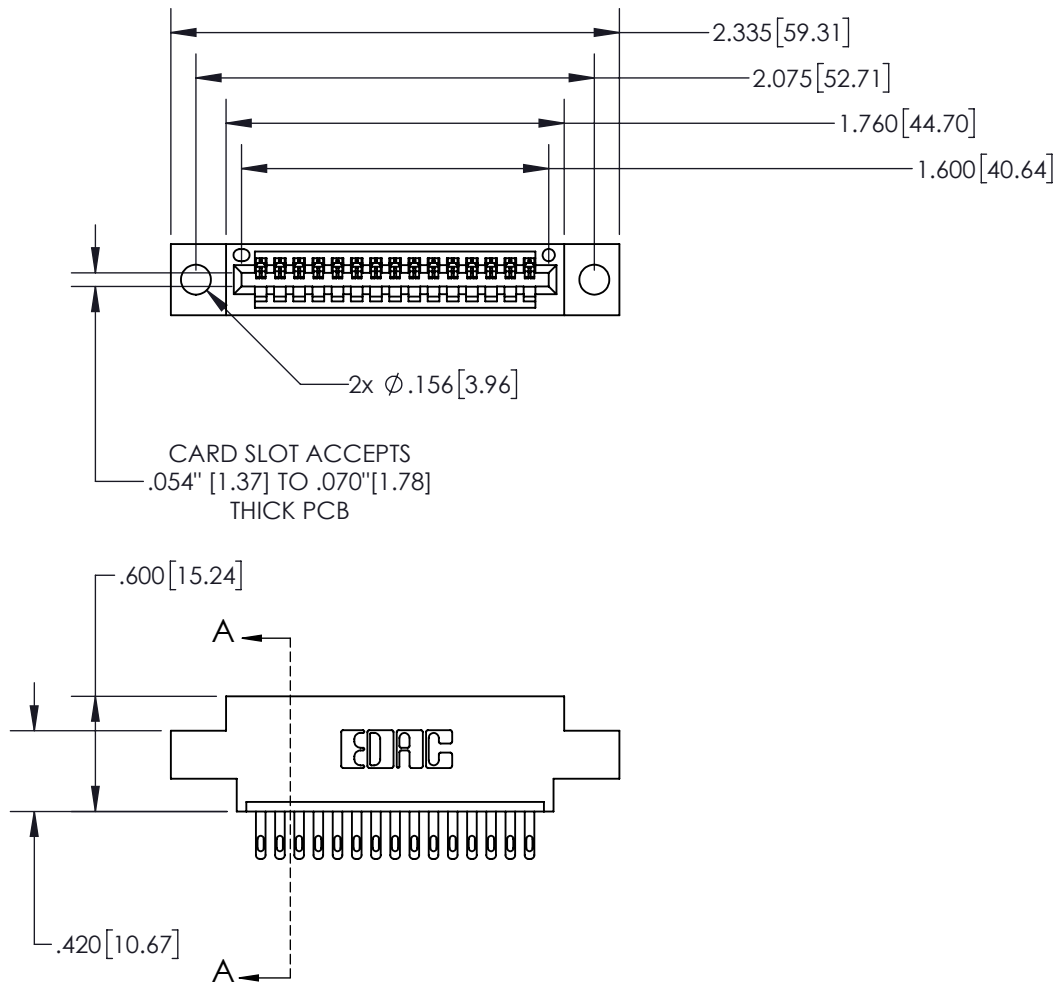 2.335[59.31]
2.075[52.71]
1.760[44.70]
1.600[40.64]
2x ∅.156[3.96]
CARD SLOT ACCEPTS
.054" [1.37] TO .070"[1.78]
THICK PCB
.600[15.24]
A
EDAC
.420[10.67]
A